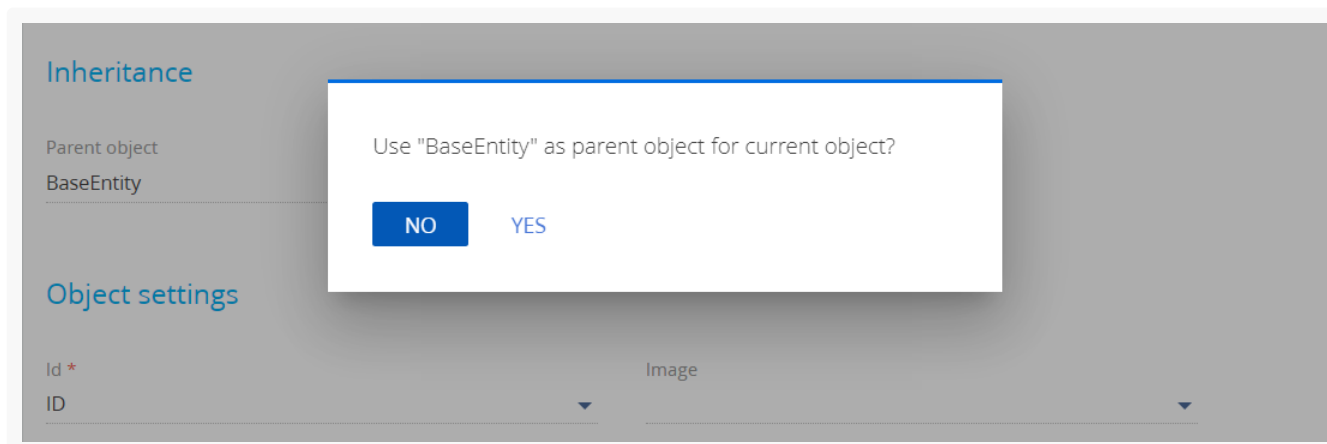 Inheritance
Parent object
BaseEntity
Use "BaseEntity" as parent object for current object?
NO YES
Object settings
Id * Image
ID